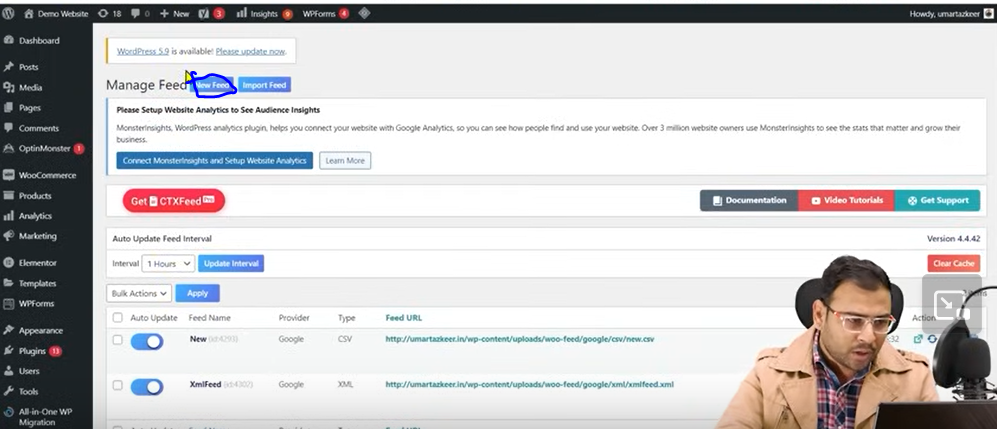 Demo Website 18 0 New 3 Insights 9 WPForms 4 Howdy, umartazkeer
Dashboard
Posts
Media
Pages
Comments
OptinMonster 1
WooCommerce
Products
Analytics
Marketing
Elementor
Templates
WPForms
Appearance
Plugins 13
Users
Tools
All-in-One WP
Migration
WordPress 5.9 is available! Please update now.
Manage Feed New Feed Import Feed
Please Setup Website Analytics to See Audience Insights
MonsterInsights, WordPress analytics plugin, helps you connect your website with Google Analytics, so you can see how people find and use your website. Over 3 million website owners use MonsterInsights to see the stats that matter and grow their
business.
Connect MonsterInsights and Setup Website Analytics Learn More
Get CTXFeed Pro Documentation Video Tutorials Get Support
Auto Update Feed Interval Version 4.4.42
Interval 1 Hours Update Interval Clear Cache
Bulk Actions Apply items
Auto Update Feed Name Provider Type Feed URL Action
New (id:4293) Google CSV http://umartazkeer.in/wp-content/uploads/woo-feed/google/csv/new.csv :32
XmlFeed (id:4302) Google XML http://umartazkeer.in/wp-content/uploads/woo-feed/google/xml/xmlfeed.xml